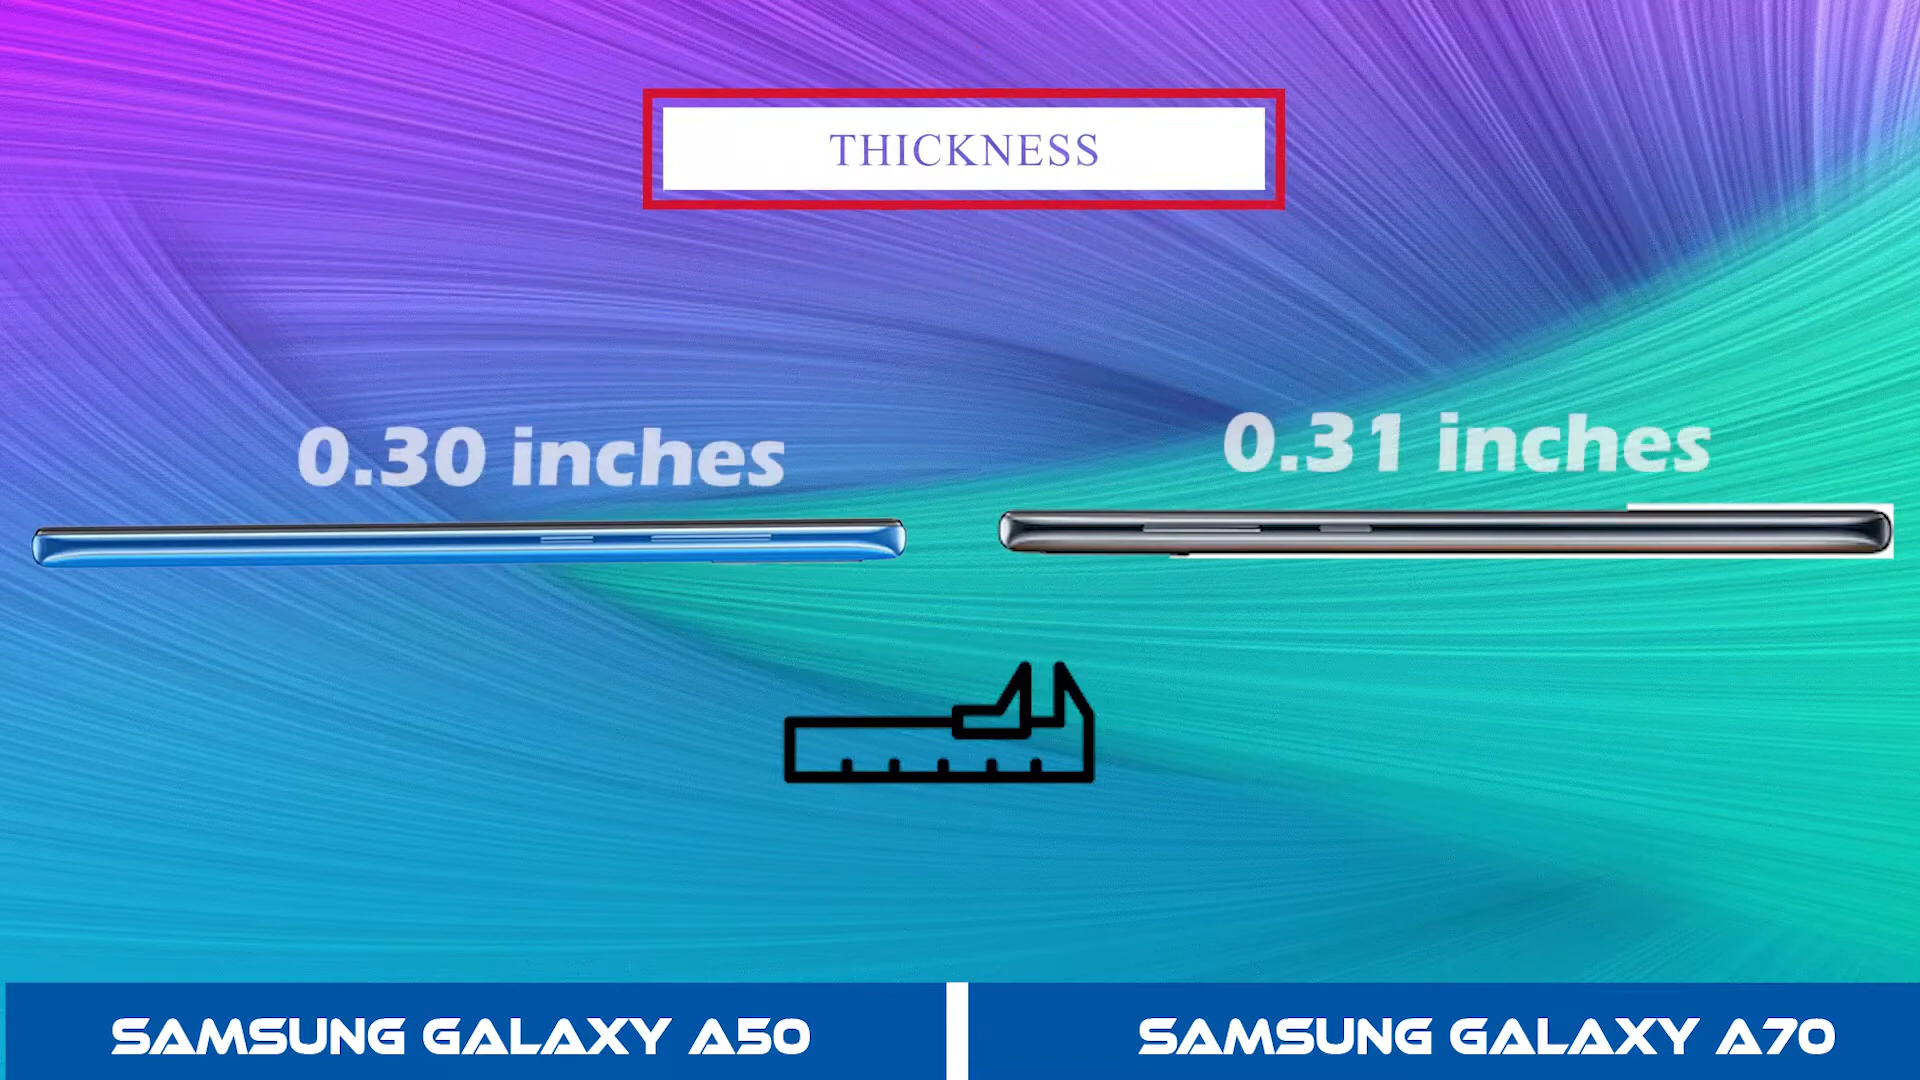 THICKNESS
0.30 inches
0.31 inches
SAMSUNG GALAXY A50
SAMSUNG GALAXY A70